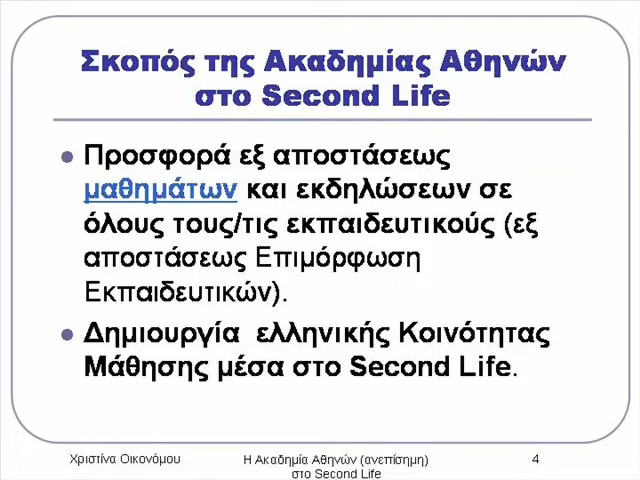 Σκοπός της Ακαδημίας Αθηνών
στο Second Life
Προσφορά εξ αποστάσεως
μαθημάτων και εκδηλώσεων σε
όλους τους/τις εκπαιδευτικούς (εξ
αποστάσεως Επιμόρφωση
Εκπαιδευτικών).
Δημιουργία ελληνικής Κοινότητας
Μάθησης μέσα στο Second Life.
Χριστίνα Οικονόμου
Η Ακαδημία Αθηνών (ανεπίσημη)
στο Second Life
4